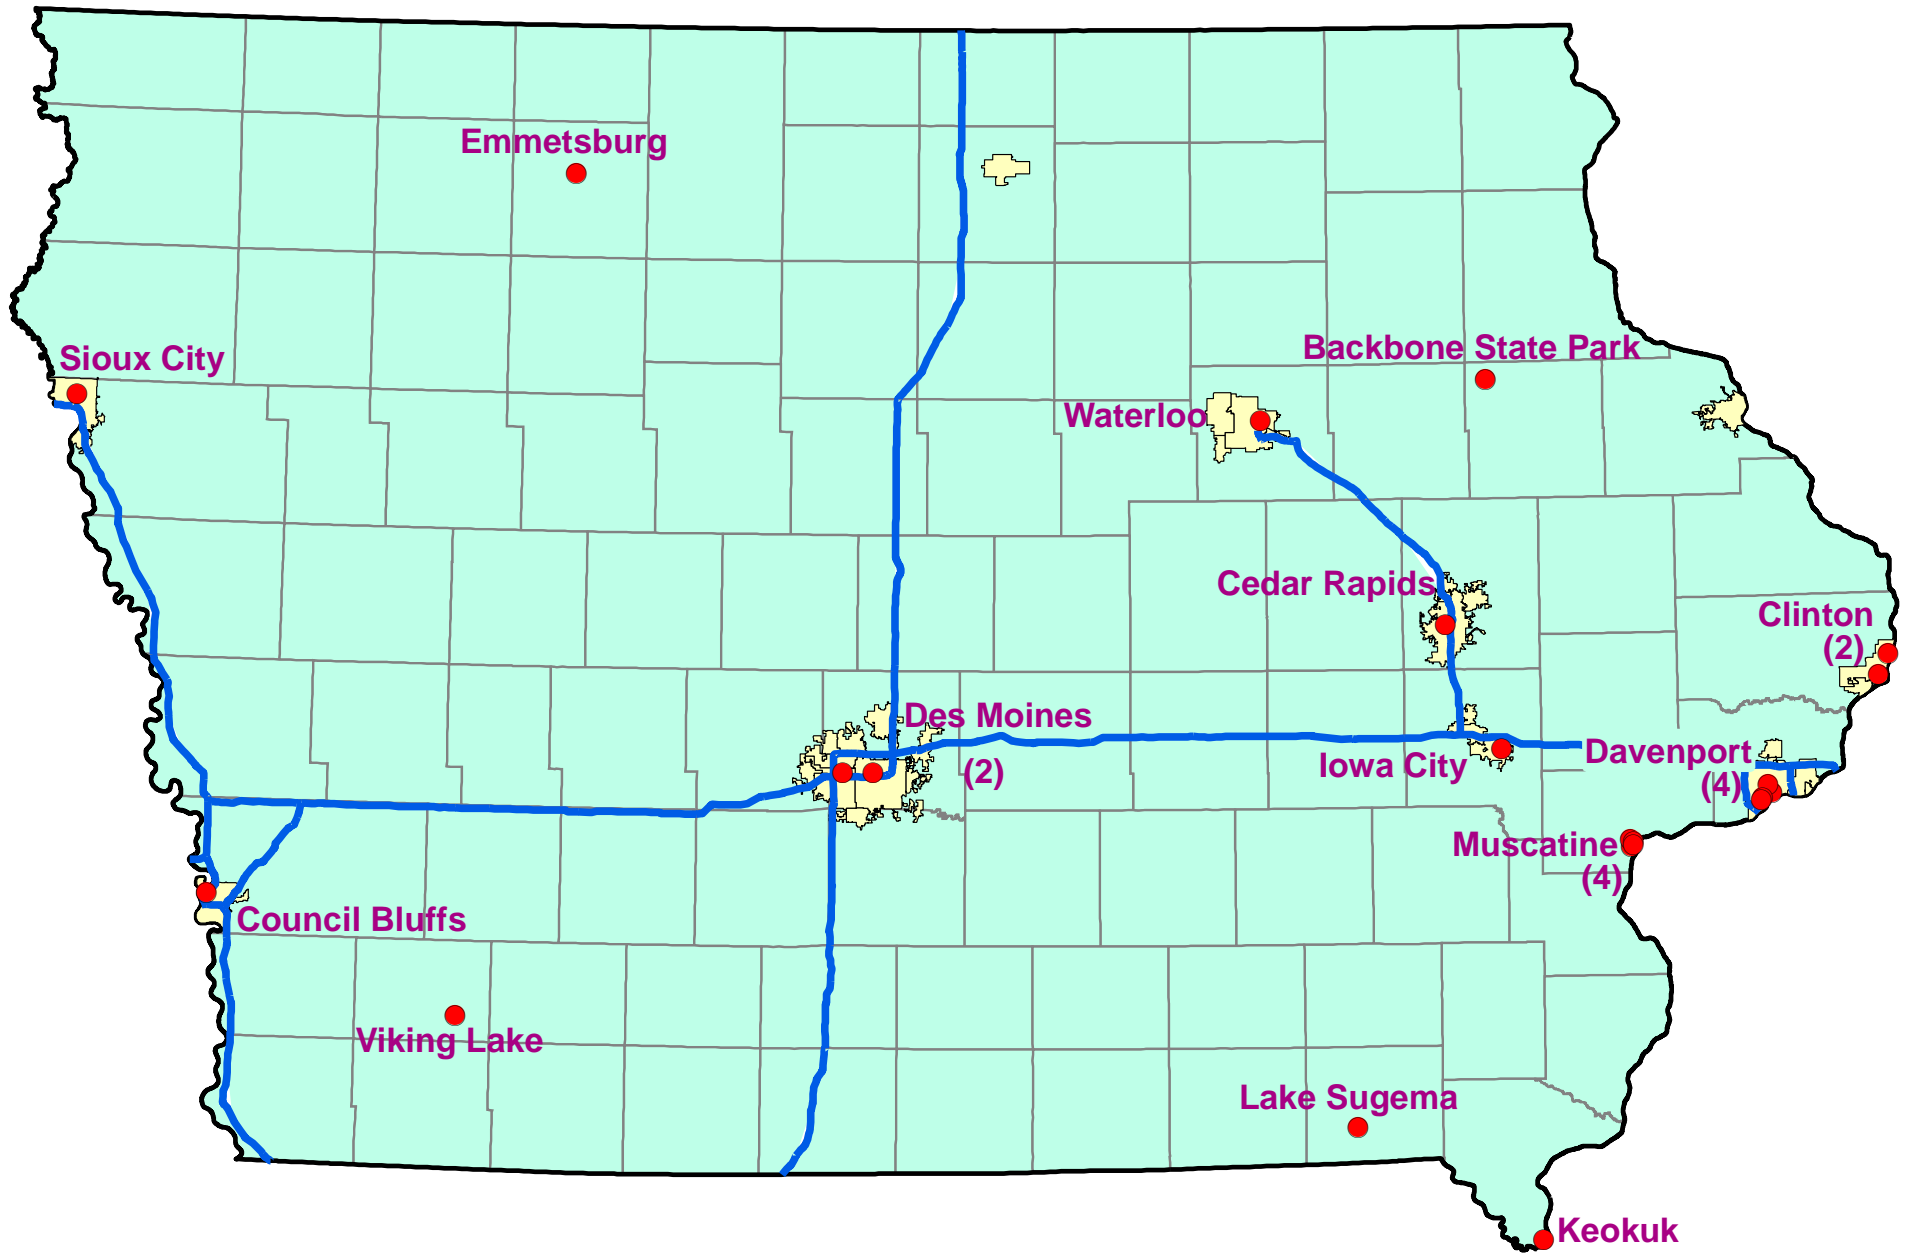 Emmetsburg
Sioux City
Backbone State Park
Waterloo
Cedar Rapids
Clinton
(2)
Des Moines
(2)
Iowa City
Davenport
(4)
Muscatine
(4)
Council Bluffs
Viking Lake
Lake Sugema
Keokuk